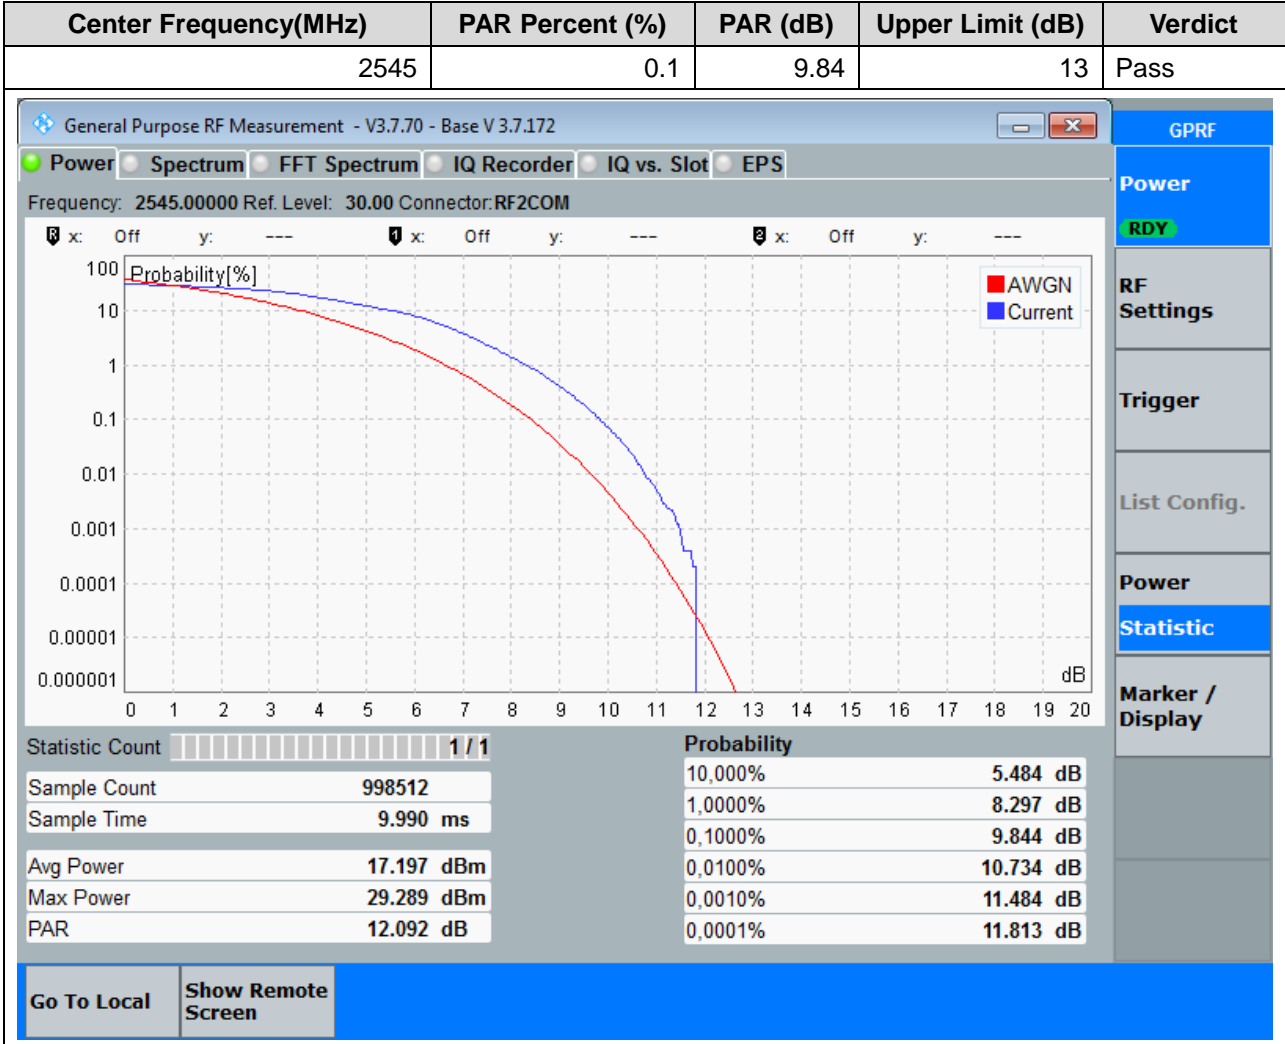 Center Frequency(MHz) PAR Percent (%) PAR (dB) Upper Limit (dB) Verdict
2545 0.1 9.84 13 Pass
General Purpose RF Measurement - V3.7.70 - Base V 3.7.172
GPRF
Power Spectrum FFT Spectrum IQ Recorder IQ vs. Slot EPS
Frequency: 2545.00000 Ref. Level: 30.00 Connector: RF2COM
R x: Off y: --- 1 x: Off y: --- 2 x: Off y: ---
Probability[%]
AWGN
Current
100
10
1
0.1
0.01
0.001
0.0001
0.00001
0.000001
dB
0 1 2 3 4 5 6 7 8 9 10 11 12 13 14 15 16 17 18 19 20
Statistic Count 1 / 1
Sample Count 998512
Sample Time 9.990 ms
Avg Power 17.197 dBm
Max Power 29.289 dBm
PAR 12.092 dB
Probability
10,000% 5.484 dB
1,0000% 8.297 dB
0,1000% 9.844 dB
0,0100% 10.734 dB
0,0010% 11.484 dB
0,0001% 11.813 dB
Power
RDY
RF
Settings
Trigger
List Config.
Power
Statistic
Marker /
Display
Go To Local
Show Remote
Screen